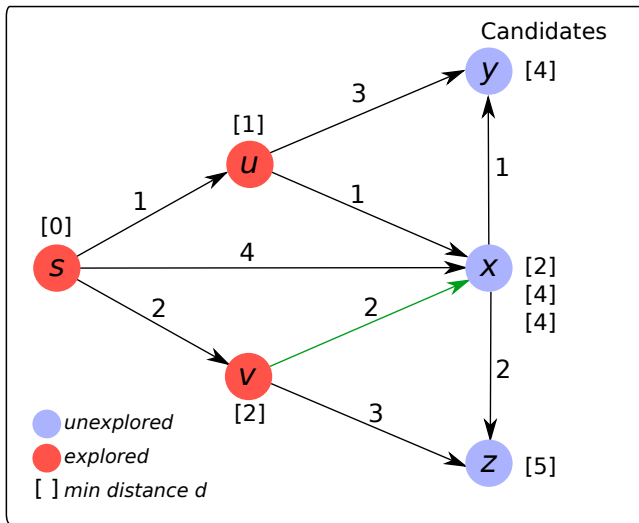 Candidates
y [4]
3
[1]
u
1
1
1
[0]
s
4
x [2]
[4]
[4]
2
2
2
v
[2]
3
z [5]
unexplored
explored
[ ] min distance d